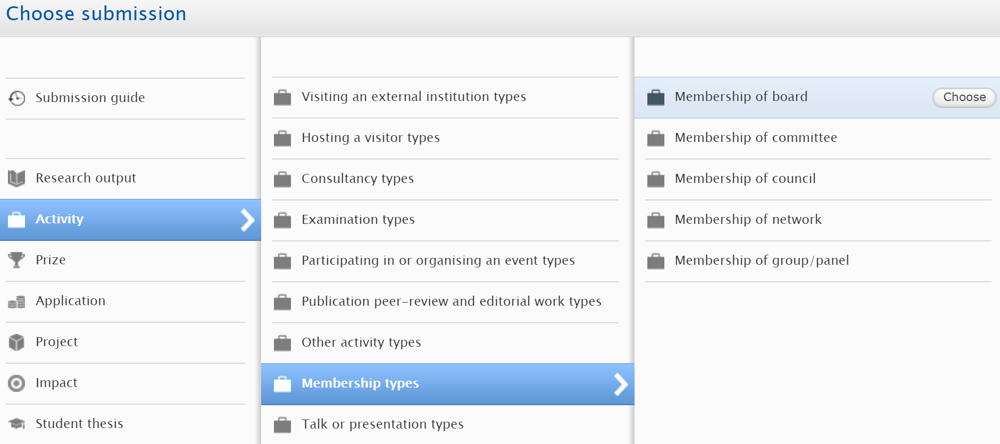 Choose submission
Submission guide
Research output
Activity
Prize
Application
Project
Impact
Student thesis
Visiting an external institution types
Hosting a visitor types
Consultancy types
Examination types
Participating in or organising an event types
Publication peer-review and editorial work types
Other activity types
Membership types
Talk or presentation types
Membership of board
Choose
Membership of committee
Membership of council
Membership of network
Membership of group/panel